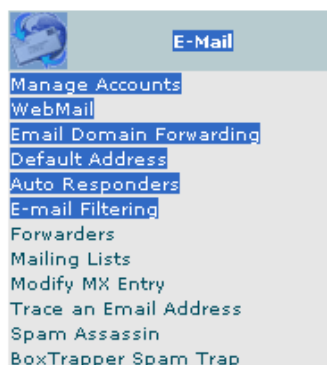 E-Mail
Manage Accounts
WebMail
Email Domain Forwarding
Default Address
Auto Responders
E-mail Filtering
Forwarders
Mailing Lists
Modify MX Entry
Trace an Email Address
Spam Assassin
BoxTrapper Spam Trap